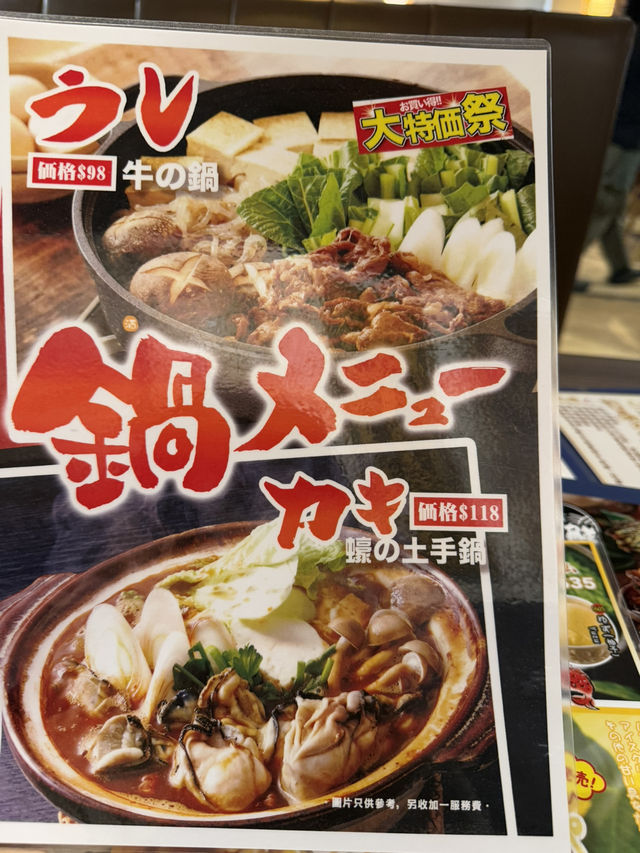 うし
価格$98
牛の鍋
お買い得!!
大特価祭
鍋メニュー
カキ
価格$118
蠔の土手鍋
圖片只供參考，另收加一服務費。
35
売!